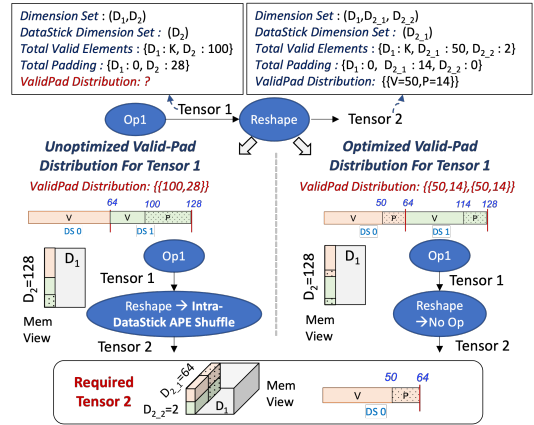 Dimension Set : (D1,D2)
DataStick Dimension Set : (D2)
Total Valid Elements : {D1 : K, D2 : 100}
Total Padding : {D1 : 0, D2 : 28}
ValidPad Distribution: ?
Dimension Set : (D1,D2_1, D2_2)
DataStick Dimension Set : (D2_1)
Total Valid Elements : {D1 : K, D2_1 : 50, D2_2 : 2}
Total Padding : {D1 : 0, D2_1 : 14, D2_2 : 0}
ValidPad Distribution: {{V=50,P=14}}
Op1
Tensor 1
Reshape
Tensor 2
Unoptimized Valid-Pad
Distribution For Tensor 1
ValidPad Distribution: {{100,28}}
64 100 128
V V P
DS 0 DS 1
D2=128
D1
Mem
View
Op1
Tensor 1
Reshape → Intra-
DataStick APE Shuffle
Tensor 2
Optimized Valid-Pad
Distribution For Tensor 1
ValidPad Distribution: {{50,14},{50,14}}
50 64 114 128
V P V P
DS 0 DS 1
D2=128
D1
Mem
View
Op1
Tensor 1
Reshape
→No Op
Tensor 2
Required
Tensor 2
D2_1=64
D2_2=2
D1
Mem
View
50 64
V P
DS 0